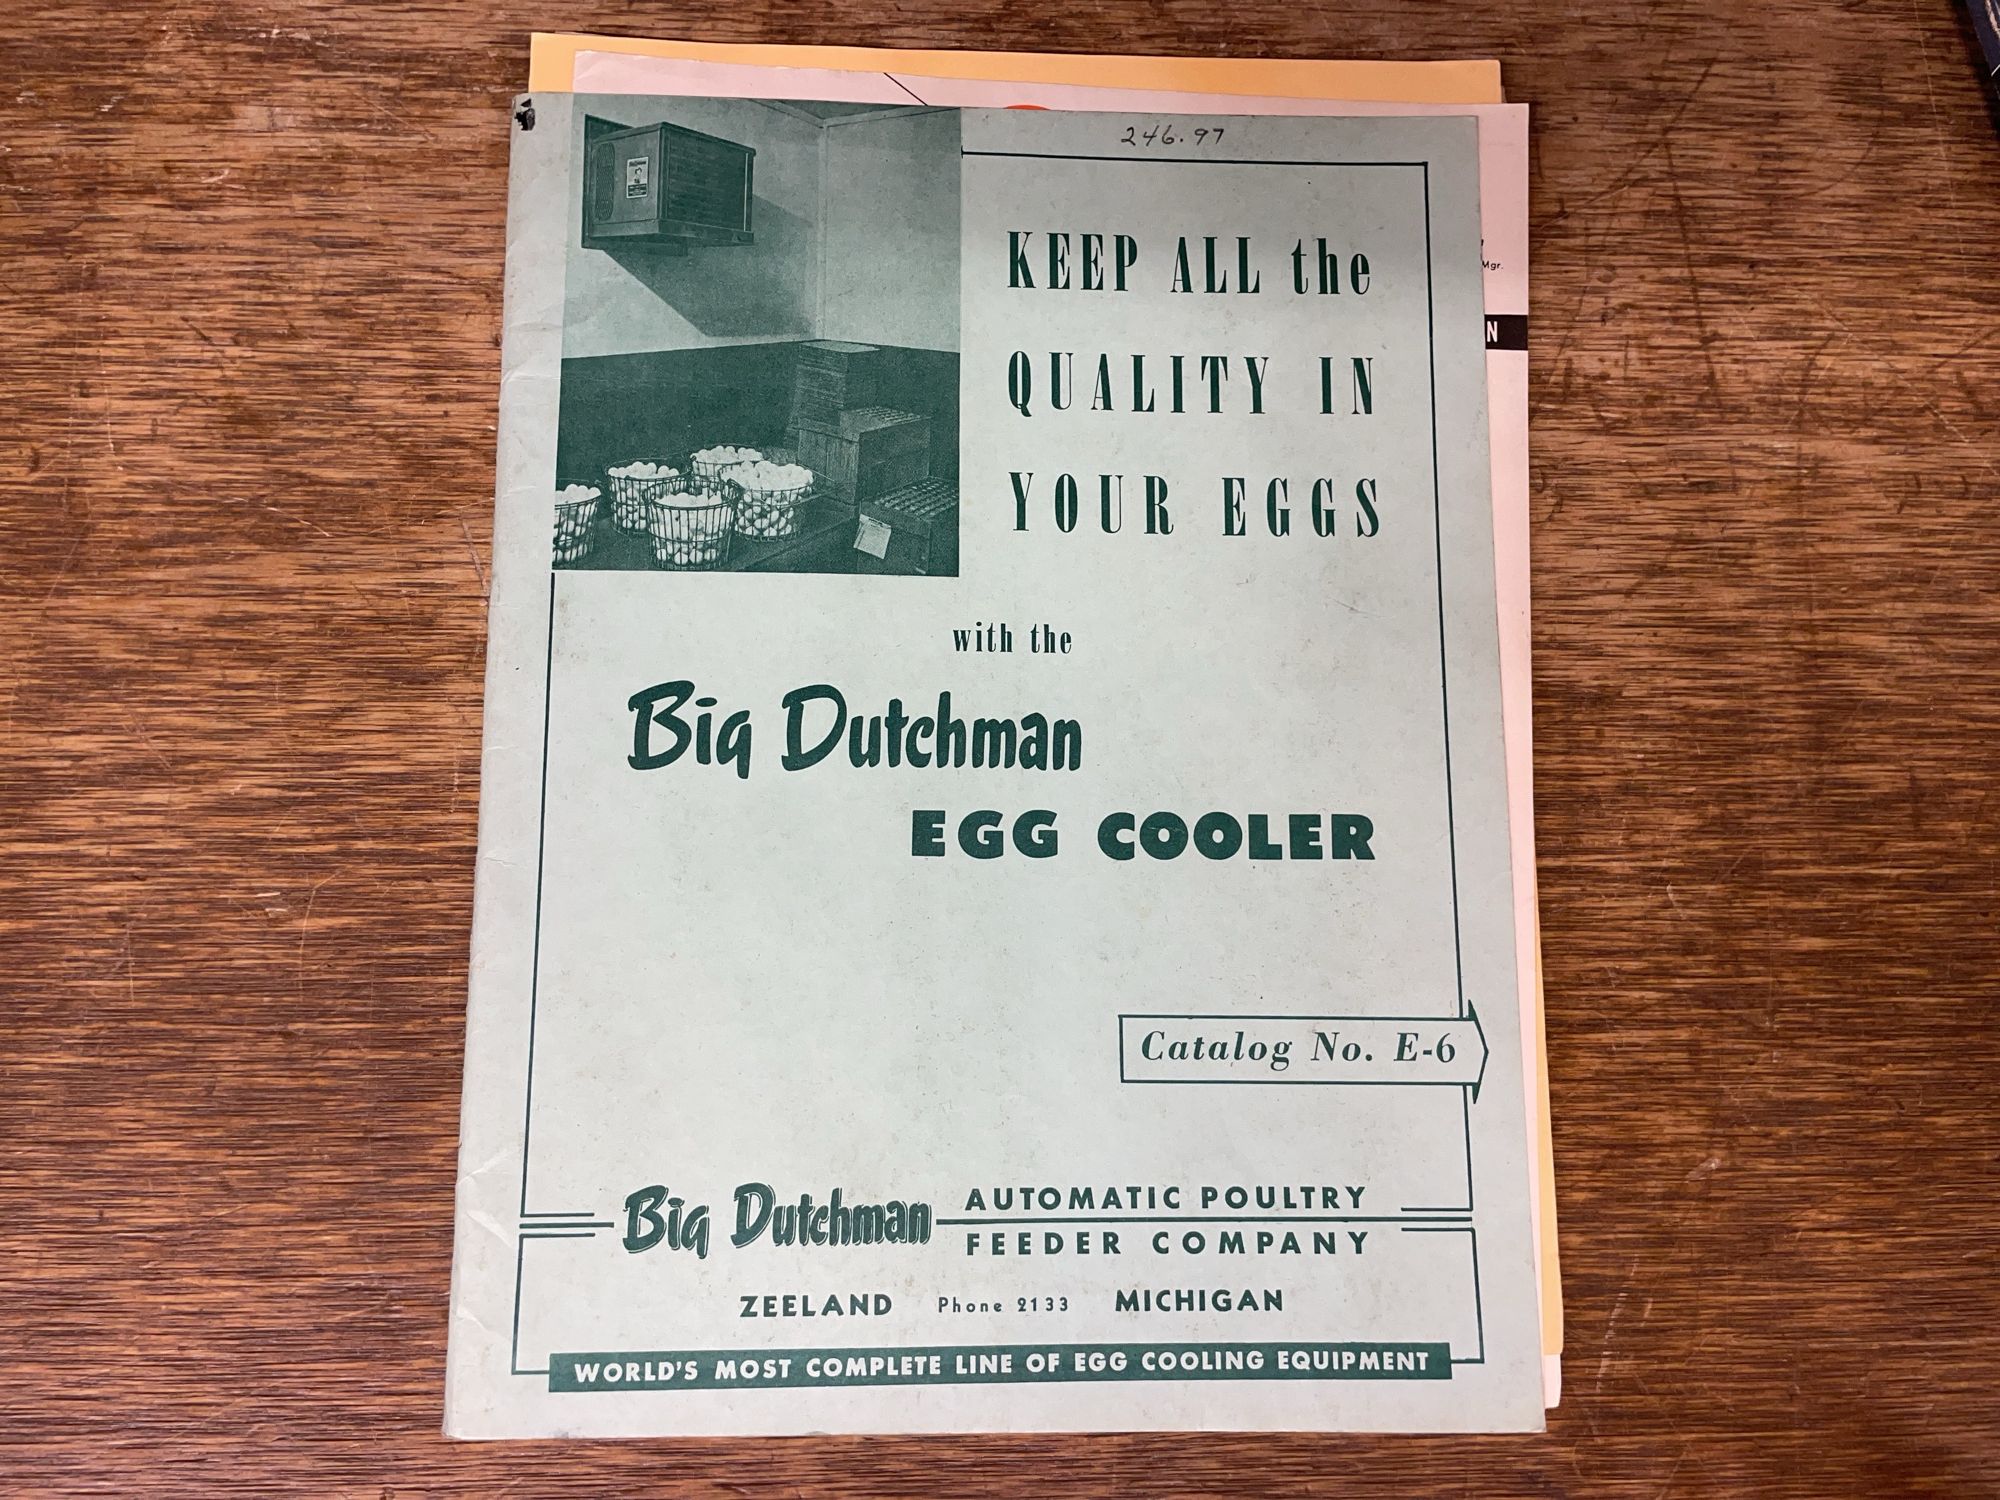 246.97
KEEP ALL the
QUALITY IN
YOUR EGGS
with the
Big Dutchman
EGG COOLER
Catalog No. E-6
Big Dutchman
AUTOMATIC POULTRY
FEEDER COMPANY
ZEELAND Phone 2133 MICHIGAN
WORLD'S MOST COMPLETE LINE OF EGG COOLING EQUIPMENT
Mgr.
N